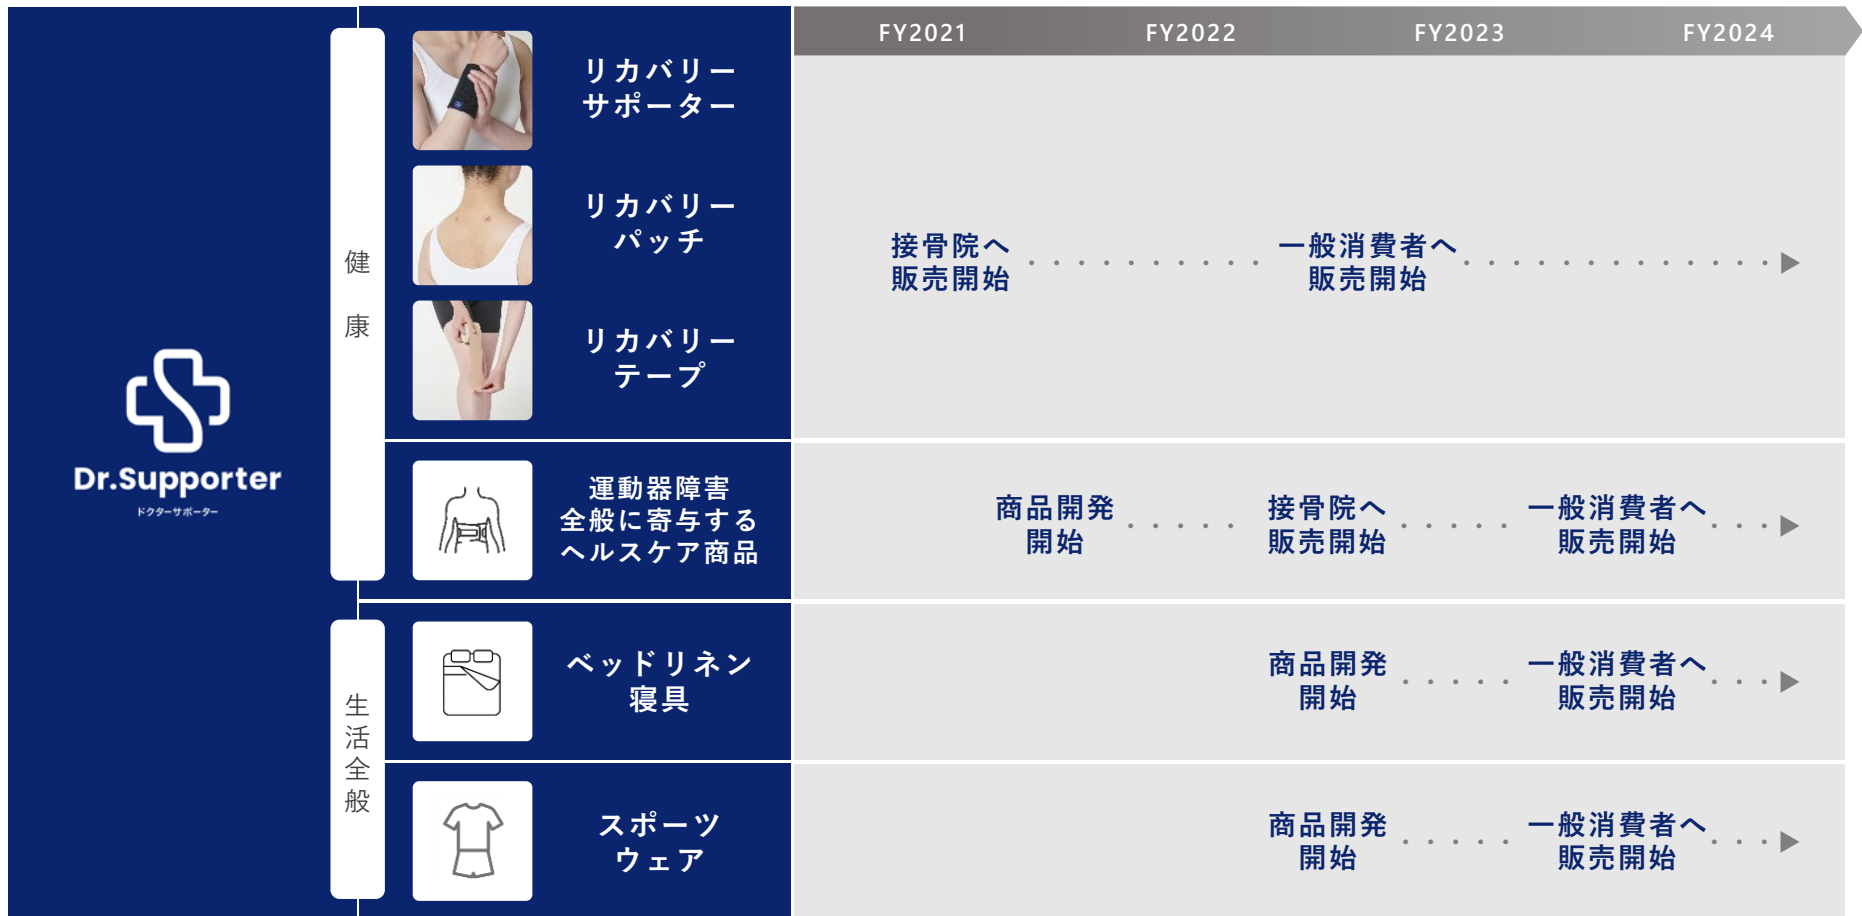 FY2021 FY2022 FY2023 FY2024
Dr.Supporter
ドクターサポーター
健康
リカバリー
サポーター
リカバリー
パッチ
リカバリー
テープ
接骨院へ
販売開始
一般消費者へ
販売開始
運動器障害
全般に寄与する
ヘルスケア商品
商品開発
開始
接骨院へ
販売開始
一般消費者へ
販売開始
生活全般
ベッドリネン
寝具
商品開発
開始
一般消費者へ
販売開始
スポーツ
ウェア
商品開発
開始
一般消費者へ
販売開始